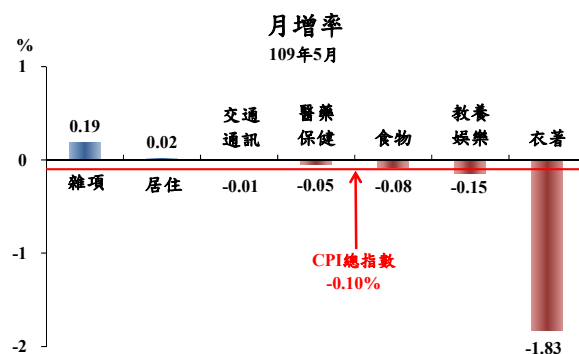 月增率
109年5月
%
1
0
-1
-2
0.19
0.02
交通
通訊
醫藥
保健
食物
教養
娛樂
衣著
雜項
居住
-0.01
-0.05
-0.08
-0.15
-1.83
CPI總指數
-0.10%